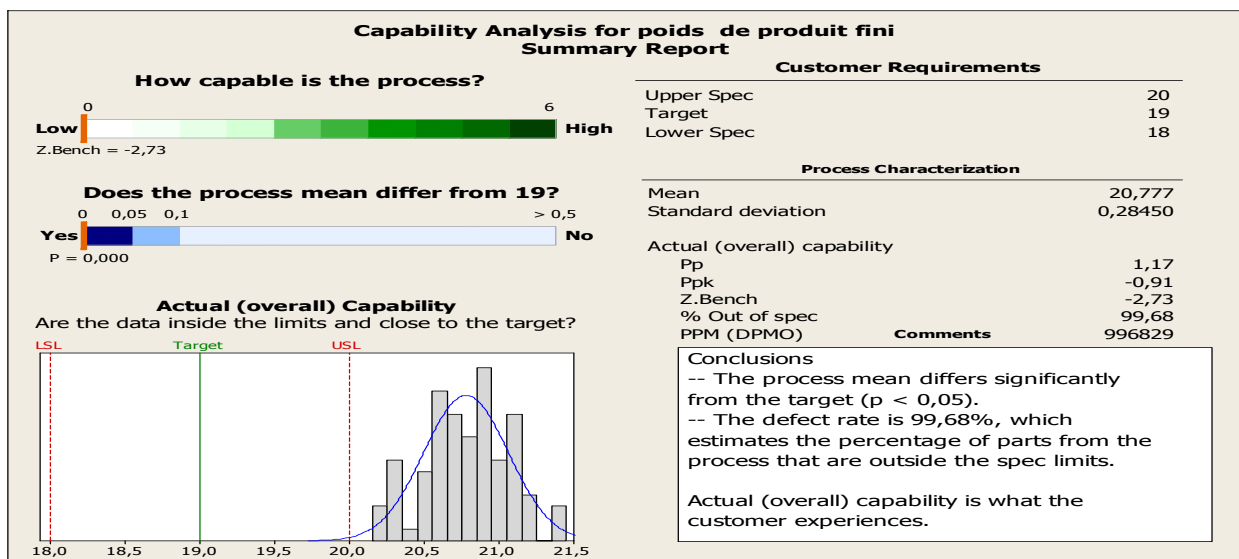 Capability Analysis for poids de produit fini
Summary Report
How capable is the process?
0 6
Low High
Z.Bench = -2,73
Does the process mean differ from 19?
0 0,05 0,1 > 0,5
Yes No
P = 0,000
Actual (overall) Capability
Are the data inside the limits and close to the target?
LSL Target USL
18,0 18,5 19,0 19,5 20,0 20,5 21,0 21,5
Customer Requirements
Upper Spec 20
Target 19
Lower Spec 18
Process Characterization
Mean 20,777
Standard deviation 0,28450
Actual (overall) capability
Pp 1,17
Ppk -0,91
Z.Bench -2,73
% Out of spec 99,68
PPM (DPMO) 996829
Comments
Conclusions
-- The process mean differs significantly
from the target (p < 0,05).
-- The defect rate is 99,68%, which
estimates the percentage of parts from the
process that are outside the spec limits.
Actual (overall) capability is what the
customer experiences.